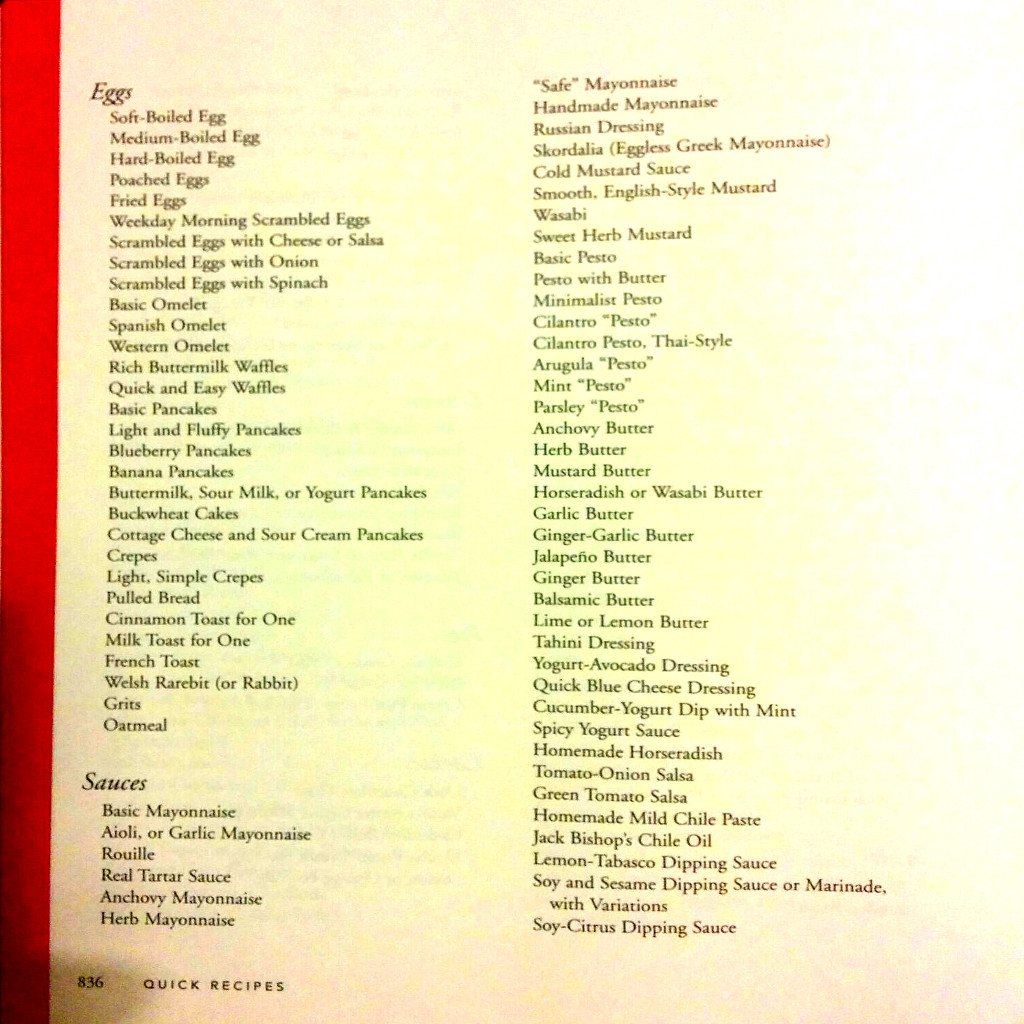 Eggs
Soft-Boiled Egg
Medium-Boiled Egg
Hard-Boiled Egg
Poached Eggs
Fried Eggs
Weekday Morning Scrambled Eggs
Scrambled Eggs with Cheese or Salsa
Scrambled Eggs with Onion
Scrambled Eggs with Spinach
Basic Omelet
Spanish Omelet
Western Omelet
Rich Buttermilk Waffles
Quick and Easy Waffles
Basic Pancakes
Light and Fluffy Pancakes
Blueberry Pancakes
Banana Pancakes
Buttermilk, Sour Milk, or Yogurt Pancakes
Buckwheat Cakes
Cottage Cheese and Sour Cream Pancakes
Crepes
Light, Simple Crepes
Pulled Bread
Cinnamon Toast for One
Milk Toast for One
French Toast
Welsh Rarebit (or Rabbit)
Grits
Oatmeal
Sauces
Basic Mayonnaise
Aioli, or Garlic Mayonnaise
Rouille
Real Tartar Sauce
Anchovy Mayonnaise
Herb Mayonnaise
“Safe” Mayonnaise
Handmade Mayonnaise
Russian Dressing
Skordalia (Eggless Greek Mayonnaise)
Cold Mustard Sauce
Smooth, English-Style Mustard
Wasabi
Sweet Herb Mustard
Basic Pesto
Pesto with Butter
Minimalist Pesto
Cilantro “Pesto”
Cilantro Pesto, Thai-Style
Arugula “Pesto”
Mint “Pesto”
Parsley “Pesto”
Anchovy Butter
Herb Butter
Mustard Butter
Horseradish or Wasabi Butter
Garlic Butter
Ginger-Garlic Butter
Jalapeño Butter
Ginger Butter
Balsamic Butter
Lime or Lemon Butter
Tahini Dressing
Yogurt-Avocado Dressing
Quick Blue Cheese Dressing
Cucumber-Yogurt Dip with Mint
Spicy Yogurt Sauce
Homemade Horseradish
Tomato-Onion Salsa
Green Tomato Salsa
Homemade Mild Chile Paste
Jack Bishop’s Chile Oil
Lemon-Tabasco Dipping Sauce
Soy and Sesame Dipping Sauce or Marinade,
with Variations
Soy-Citrus Dipping Sauce
836 QUICK RECIPES